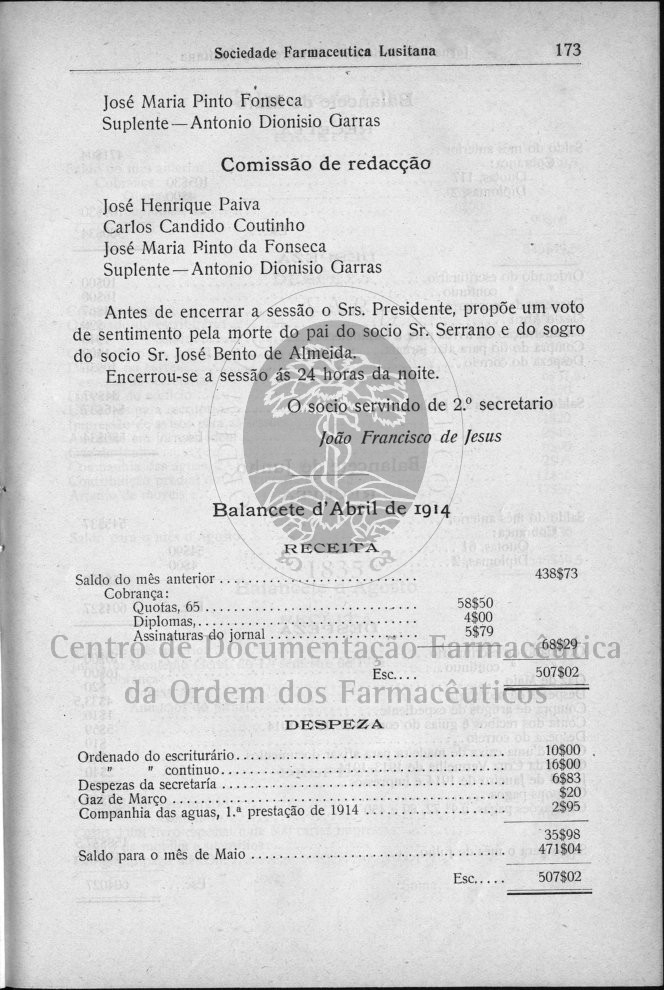 Sociedade Farmaceutica Lusitana 173
José Maria Pinto Fonseca
Suplente—Antonio Dionisio Garras
Comissão de redacção
José Henrique Paiva
Carlos Candido Coutinho
José Maria Pinto da Fonseca
Suplente—Antonio Dionisio Garras
Antes de encerrar a sessão o Srs. Presidente, propõe um voto
de sentimento pela morte do pai do socio Sr. Serrano e do sogro
do socio Sr. José Bento de Almeida.
Encerrou-se a sessão ás 24 horas da noite.
O socio servindo de 2.º secretario
João Francisco de Jesus
Balancete d'Abril de 1914
RECEITA
1835
Saldo do mês anterior ............................ 438$73
Cobrança:
Quotas, 65 .............................. 58$50
Diplomas,............................... 4$00
Assinaturas do jornal ..................... 5$79 68$29
Centro de Documentação Farmacêutica
Esc.... 507$02
da Ordem dos Farmacêuticos
DESPEZA
Ordenado do escriturário...................................... 10$00
" " continuo........................................ 16$00
Despezas da secretaría ........................................ 6$83
Gaz de Março ............................................... $20
Companhia das aguas, 1.ª prestação de 1914 .................... 2$95
35$98
Saldo para o mês de Maio .................................... 471$04
Esc..... 507$02